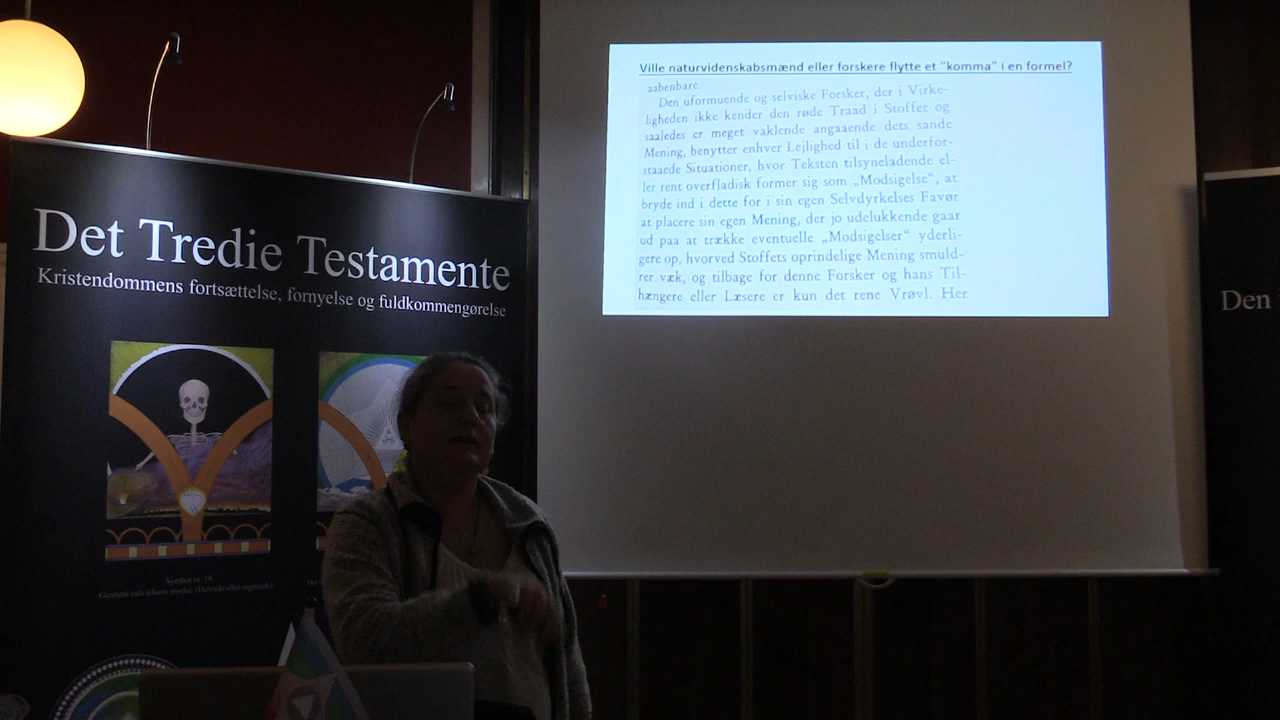 Det Tredie Testamente
Kristendommens fortsættelse, fornyelse og fuldkommengørelse
Symbol nr. 19
Ville naturvidenskabsmænd eller forskere flytte et "komma" i en formel?
aabenbare.
Den uformuende og selviske Forsker, der i Virke-
ligheden ikke kender den røde Traad i Stoffet og
saaledes er meget vaklende angaaende dets sande
Mening, benytter enhver Lejlighed til i de underfor-
staaede Situationer, hvor Teksten tilsyneladende el-
ler rent overfladisk former sig som „Modsigelse", at
bryde ind i dette for i sin egen Selvdyrkelses Favør
at placere sin egen Mening, der jo udelukkende gaar
ud paa at trække eventuelle „Modsigelser" yderli-
gere op, hvorved Stoffets oprindelige Mening smuld-
rer væk, og tilbage for denne Forsker og hans Til-
hængere eller Læsere er kun det rene Vrøvl. Her
Den